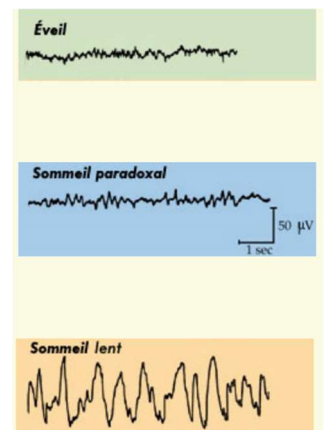 Éveil
Sommeil paradoxal
50 µV
1 sec
Sommeil lent